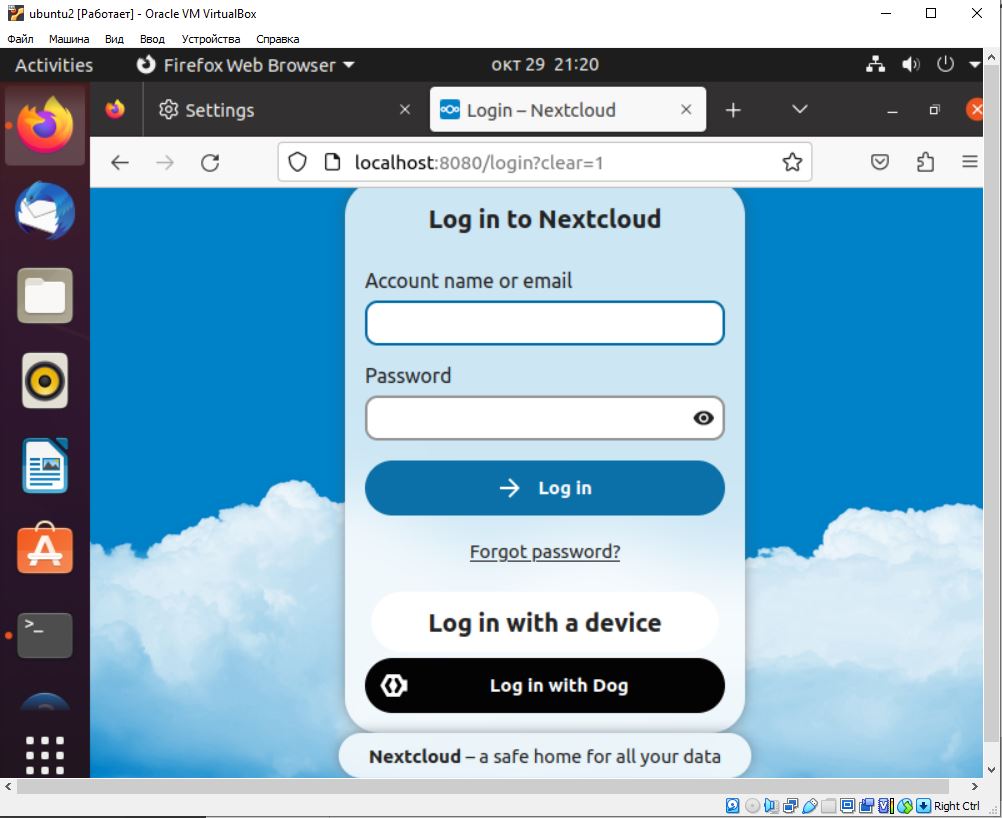 ubuntu2 [Работает] - Oracle VM VirtualBox
Файл Машина Вид Ввод Устройства Справка
Activities Firefox Web Browser окт 29 21:20
Settings Login – Nextcloud
localhost:8080/login?clear=1
Log in to Nextcloud
Account name or email
Password
Log in
Forgot password?
Log in with a device
Log in with Dog
Nextcloud – a safe home for all your data
Right Ctrl